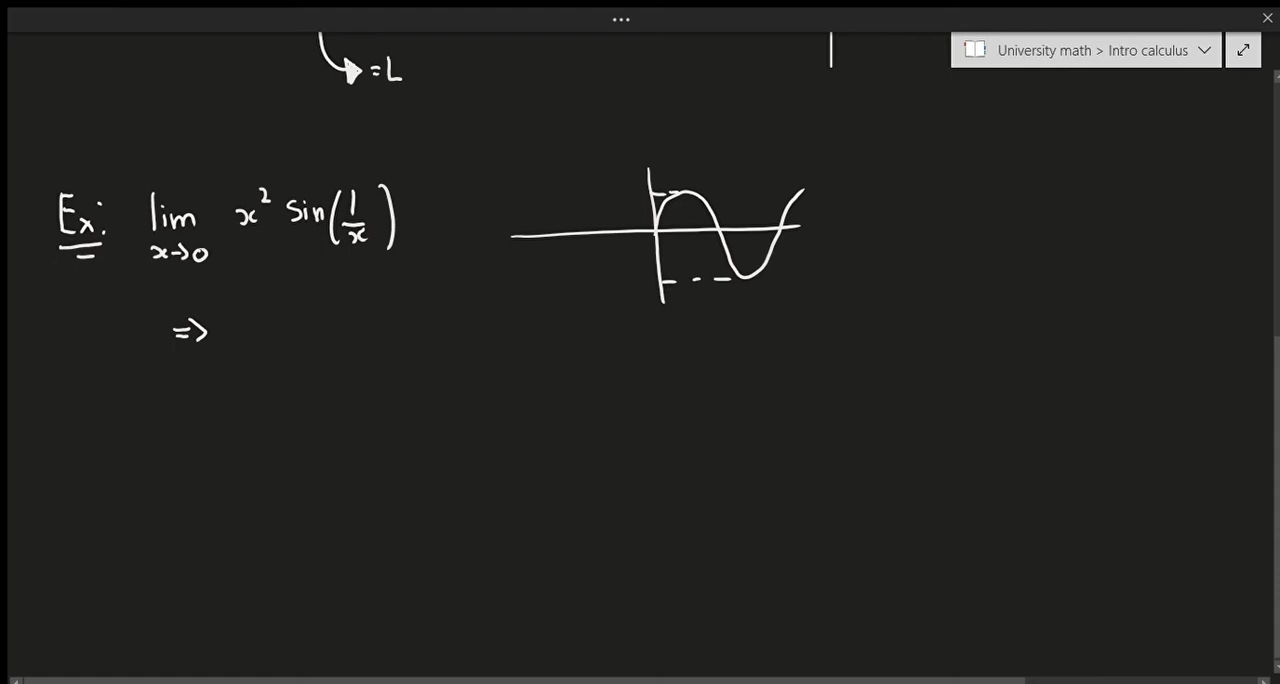 ...
University math > Intro calculus
=L
Ex: lim x² sin(1/x)
x→0
=>